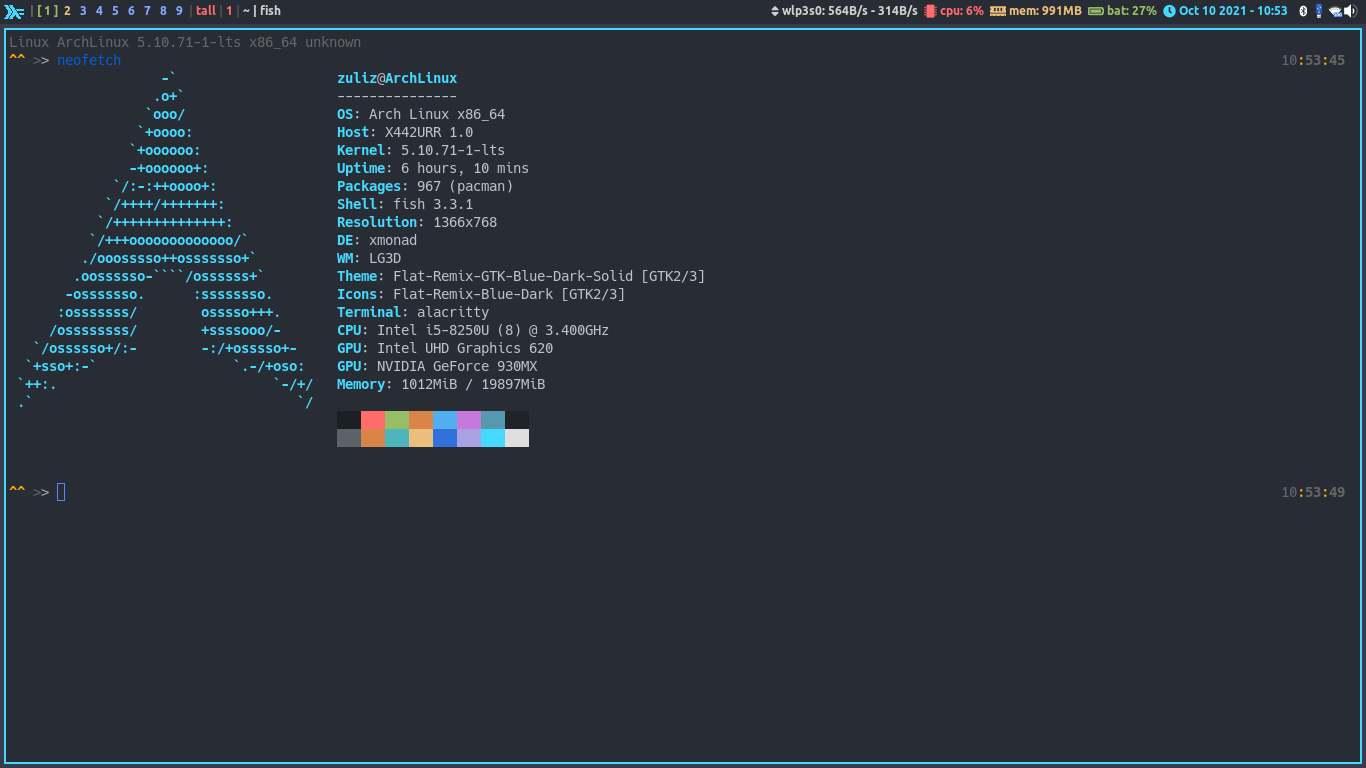 [1] 2 3 4 5 6 7 8 9 | tall | 1 | ~ | fish wlp3s0: 564B/s - 314B/s cpu: 6% mem: 991MB bat: 27% Oct 10 2021 - 10:53
Linux ArchLinux 5.10.71-1-lts x86_64 unknown
^^ >> neofetch 10:53:45
-` zuliz@ArchLinux
.o+` ---------------
`ooo/ OS: Arch Linux x86_64
`+oooo: Host: X442URR 1.0
`+oooooo: Kernel: 5.10.71-1-lts
-+oooooo+: Uptime: 6 hours, 10 mins
`/:-:++oooo+: Packages: 967 (pacman)
`/++++/+++++++: Shell: fish 3.3.1
`/++++++++++++++: Resolution: 1366x768
`/+++ooooooooooooo/` DE: xmonad
./ooosssso++osssssso+` WM: LG3D
.oossssso-````/ossssss+` Theme: Flat-Remix-GTK-Blue-Dark-Solid [GTK2/3]
-osssssso. :ssssssso. Icons: Flat-Remix-Blue-Dark [GTK2/3]
:osssssss/ osssso+++. Terminal: alacritty
/ossssssss/ +ssssooo/- CPU: Intel i5-8250U (8) @ 3.400GHz
`/ossssso+/:- -:/+osssso+- GPU: Intel UHD Graphics 620
`+sso+:-` `.-/+oso: GPU: NVIDIA GeForce 930MX
`++:. `-/+/ Memory: 1012MiB / 19897MiB
.` `/
^^ >> 10:53:49